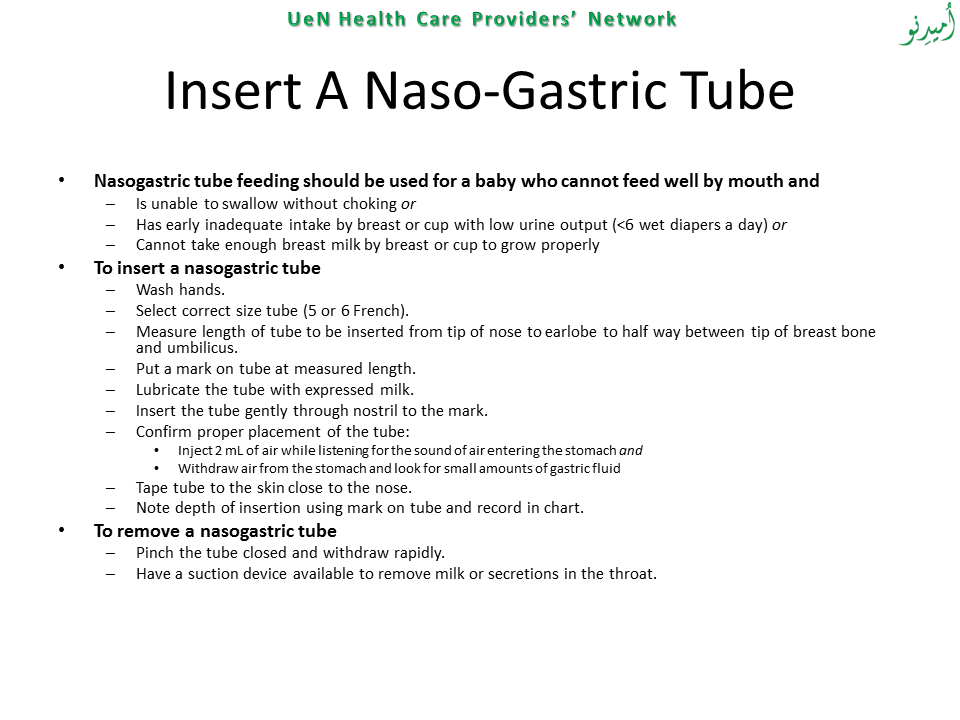 UeN Health Care Providers’ Network
اُمیدِنو
Insert A Naso-Gastric Tube
• Nasogastric tube feeding should be used for a baby who cannot feed well by mouth and
– Is unable to swallow without choking or
– Has early inadequate intake by breast or cup with low urine output (<6 wet diapers a day) or
– Cannot take enough breast milk by breast or cup to grow properly
• To insert a nasogastric tube
– Wash hands.
– Select correct size tube (5 or 6 French).
– Measure length of tube to be inserted from tip of nose to earlobe to half way between tip of breast bone
and umbilicus.
– Put a mark on tube at measured length.
– Lubricate the tube with expressed milk.
– Insert the tube gently through nostril to the mark.
– Confirm proper placement of the tube:
• Inject 2 mL of air while listening for the sound of air entering the stomach and
• Withdraw air from the stomach and look for small amounts of gastric fluid
– Tape tube to the skin close to the nose.
– Note depth of insertion using mark on tube and record in chart.
• To remove a nasogastric tube
– Pinch the tube closed and withdraw rapidly.
– Have a suction device available to remove milk or secretions in the throat.